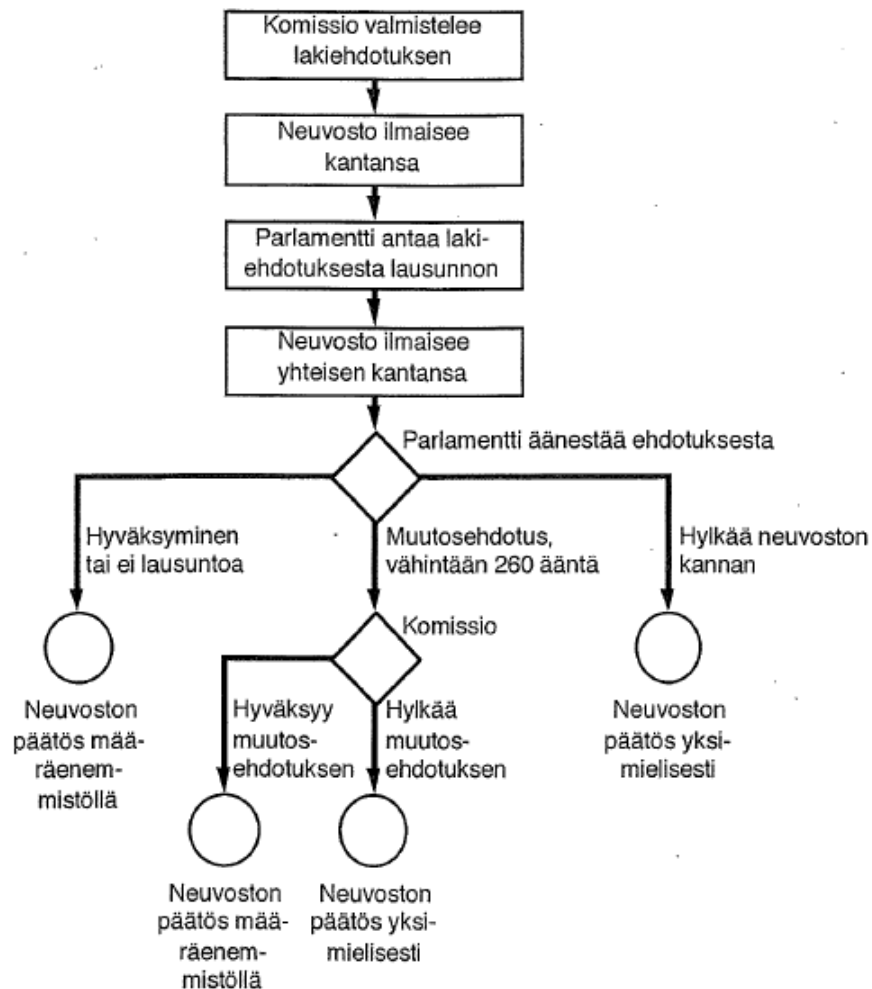 Komissio valmistelee
lakiehdotuksen
Neuvosto ilmaisee
kantansa
Parlamentti antaa laki-
ehdotuksesta lausunnon
Neuvosto ilmaisee
yhteisen kantansa
Parlamentti äänestää ehdotuksesta
Hyväksyminen
tai ei lausuntoa
Muutosehdotus,
vähintään 260 ääntä
Hylkää neuvoston
kannan
Komissio
Neuvoston
päätös mää-
räenem-
mistöllä
Hyväksyy
muutos-
ehdotuksen
Hylkää
muutos-
ehdotuksen
Neuvoston
päätös yksi-
mielisesti
Neuvoston
päätös mää-
räenem-
mistöllä
Neuvoston
päätös yksi-
mielisesti